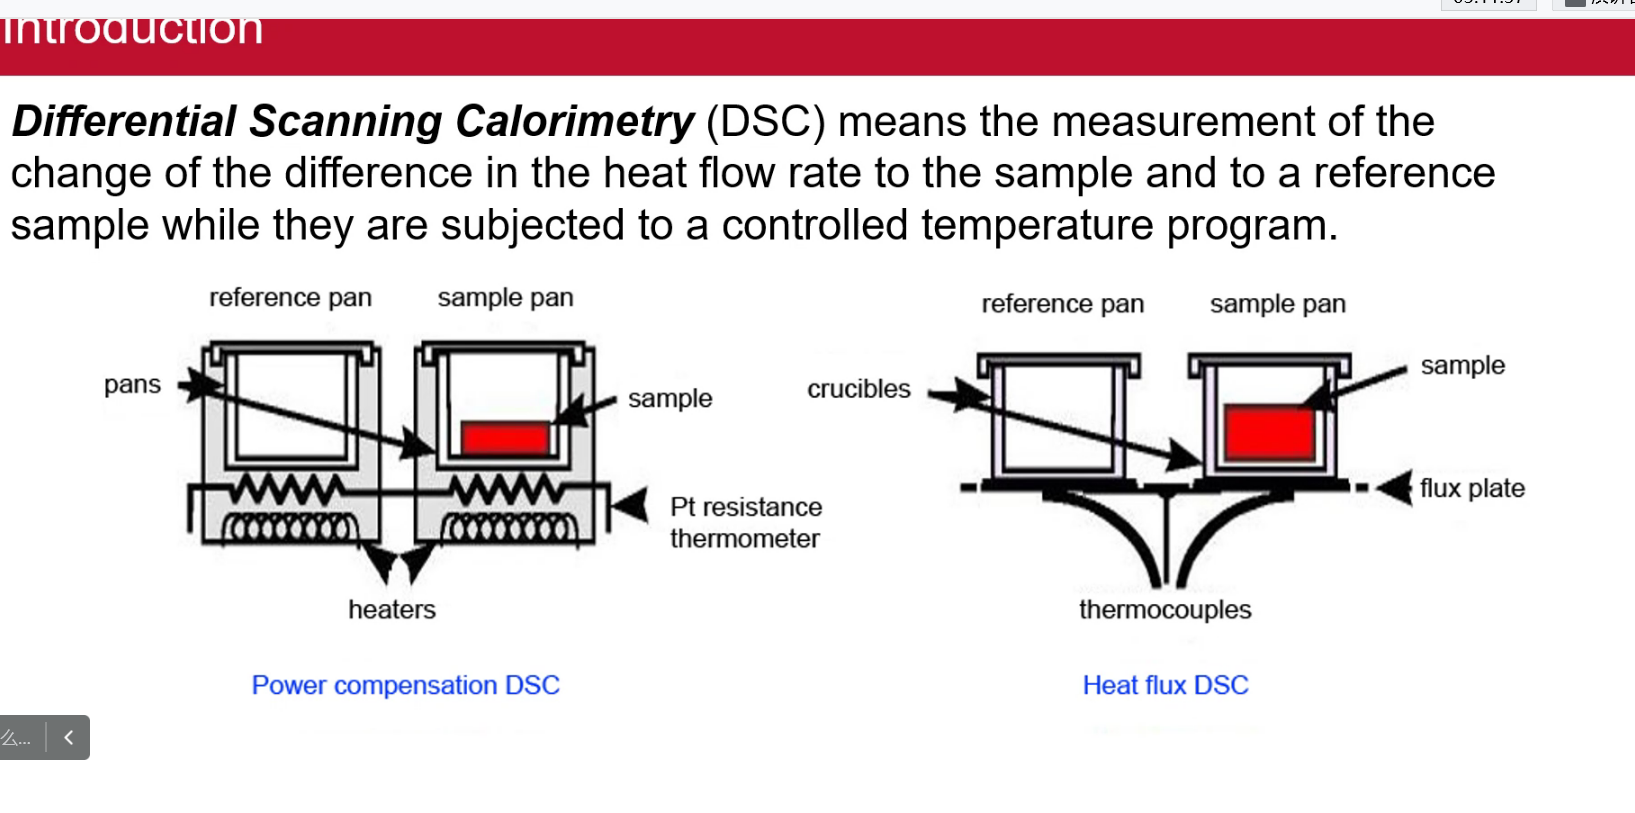 Introduction
Differential Scanning Calorimetry (DSC) means the measurement of the
change of the difference in the heat flow rate to the sample and to a reference
sample while they are subjected to a controlled temperature program.
reference pan sample pan
pans
sample
Pt resistance
thermometer
heaters
Power compensation DSC
reference pan sample pan
crucibles
sample
flux plate
thermocouples
Heat flux DSC
么...